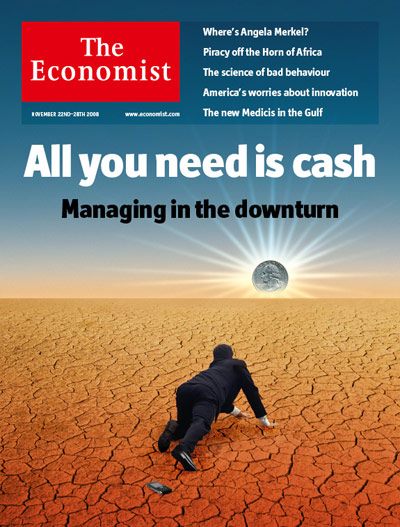 The
Economist
NOVEMBER 22ND–28TH 2008
www.economist.com
Where's Angela Merkel?
Piracy off the Horn of Africa
The science of bad behaviour
America's worries about innovation
The new Medicis in the Gulf
All you need is cash
Managing in the downturn